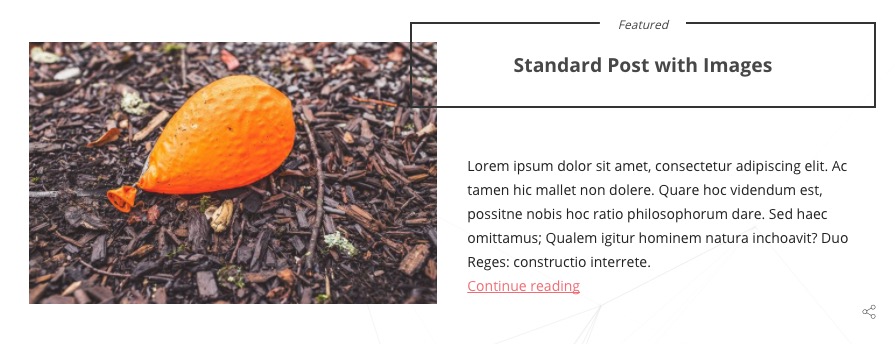 Featured
Standard Post with Images
Lorem ipsum dolor sit amet, consectetur adipiscing elit. Ac
tamen hic mallet non dolere. Quare hoc videndum est,
possitne nobis hoc ratio philosophorum dare. Sed haec
omittamus; Qualem igitur hominem natura inchoavit? Duo
Reges: constructio interrete.
Continue reading